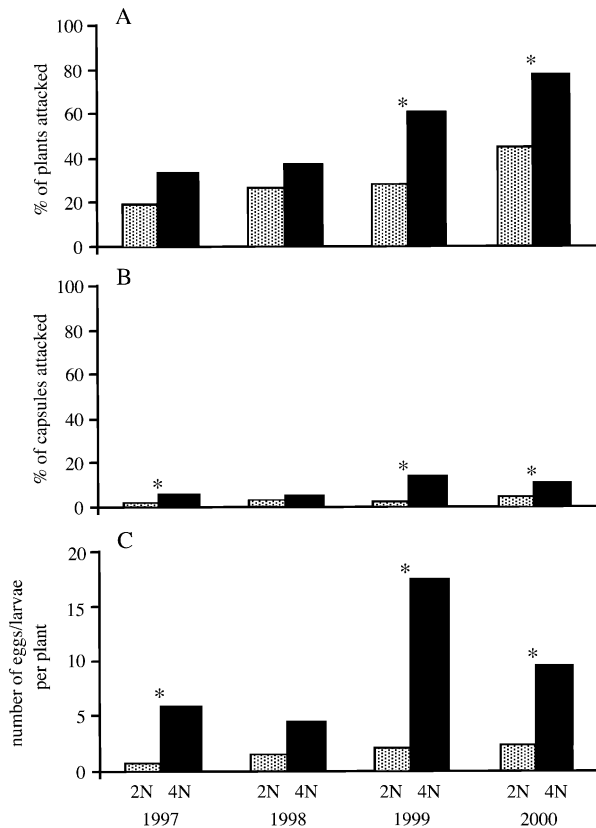 A
100
80
60
40
20
0
% of plants attacked
* *
B
100
80
60
40
20
0
% of capsules attacked
* * *
C
20
15
10
5
0
number of eggs/larvae
per plant
* * *
2N 4N 2N 4N 2N 4N 2N 4N
1997 1998 1999 2000